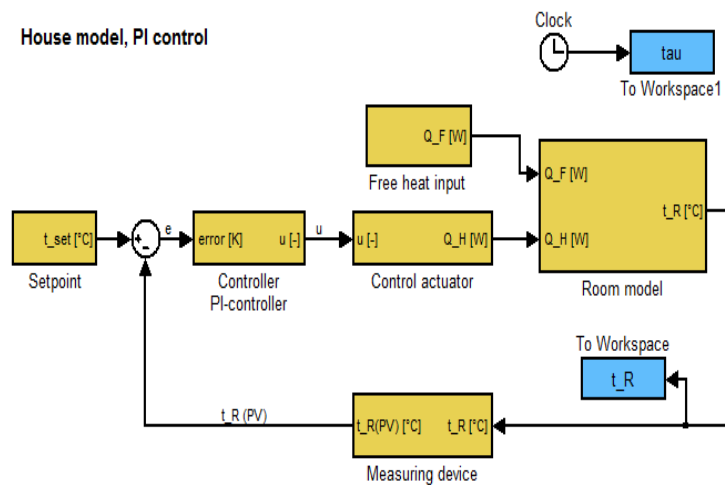 House model, PI control
Clock
tau
To Workspace1
Q_F [W]
Free heat input
Q_F [W]
t_R [°C]
Q_H [W]
Room model
t_set [°C]
Setpoint
+
-
e
error [K] u [-]
Controller
PI-controller
u
u [-] Q_H [W]
Control actuator
To Workspace
t_R
t_R (PV)
t_R(PV) [°C] t_R [°C]
Measuring device